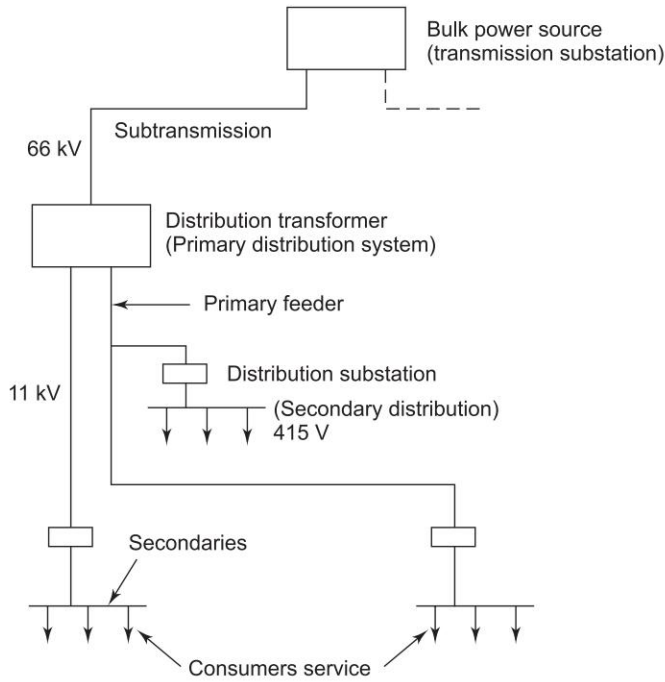 Bulk power source
(transmission substation)
Subtransmission
66 kV
Distribution transformer
(Primary distribution system)
Primary feeder
11 kV
Distribution substation
(Secondary distribution)
415 V
Secondaries
Consumers service